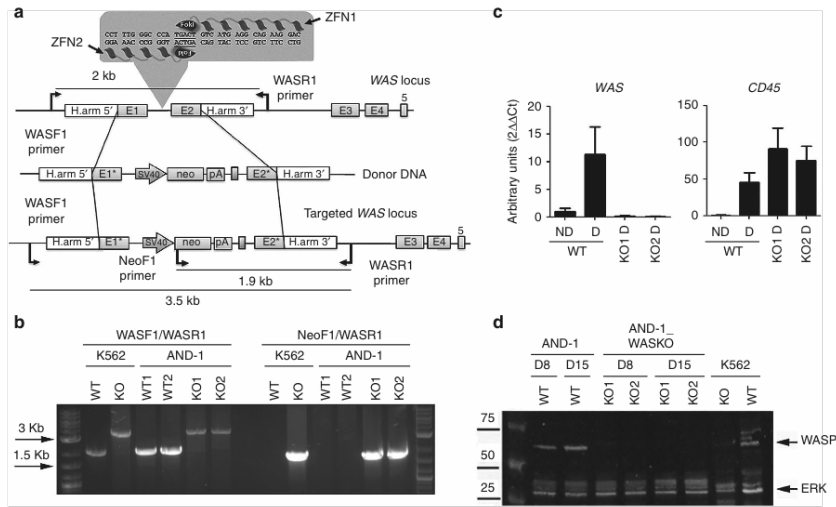 a
FokI
ZFN1
CCT TTG GGC CCA TGACT GTC ATG AGG CAG AAG GAC
GGA AAC CCG GGT ACTGA CAG TAC TCC GTC TTC CTG
ZFN2
FokI
2 kb
WASR1 primer
WAS locus
H.arm 5′ E1 E2 H.arm 3′ E3 E4 5
WASF1 primer
H.arm 5′ E1* SV40 neo pA E2* H.arm 3′ Donor DNA
WASF1 primer
Targeted WAS locus
H.arm 5′ E1* SV40 neo pA E2* H.arm 3′ E3 E4 5
NeoF1 primer
WASR1 primer
1.9 kb
3.5 kb
b
WASF1/WASR1 NeoF1/WASR1
K562 AND-1 K562 AND-1
WT KO WT1 WT2 KO1 KO2 WT KO WT1 WT2 KO1 KO2
3 Kb
1.5 Kb
c
WAS
Arbitrary units (2ΔΔCt)
20
15
10
5
0
ND D KO1 D KO2 D
WT
CD45
150
100
50
0
ND D KO1 D KO2 D
WT
d
AND-1 AND-1_WASKO
D8 D15 D8 D15 K562
WT WT KO1 KO2 KO1 KO2 KO WT
75
50
25
WASP
ERK